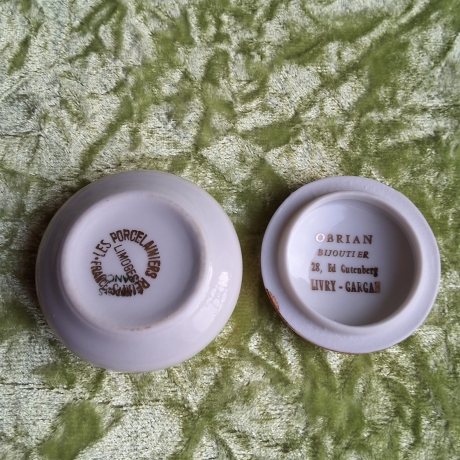 LES PORCELAINIERS
LIMOGES
FRANCE
OBRIAN
BIJOUTIER
28, Bd Gutenberg
LIVRY - GARGAN